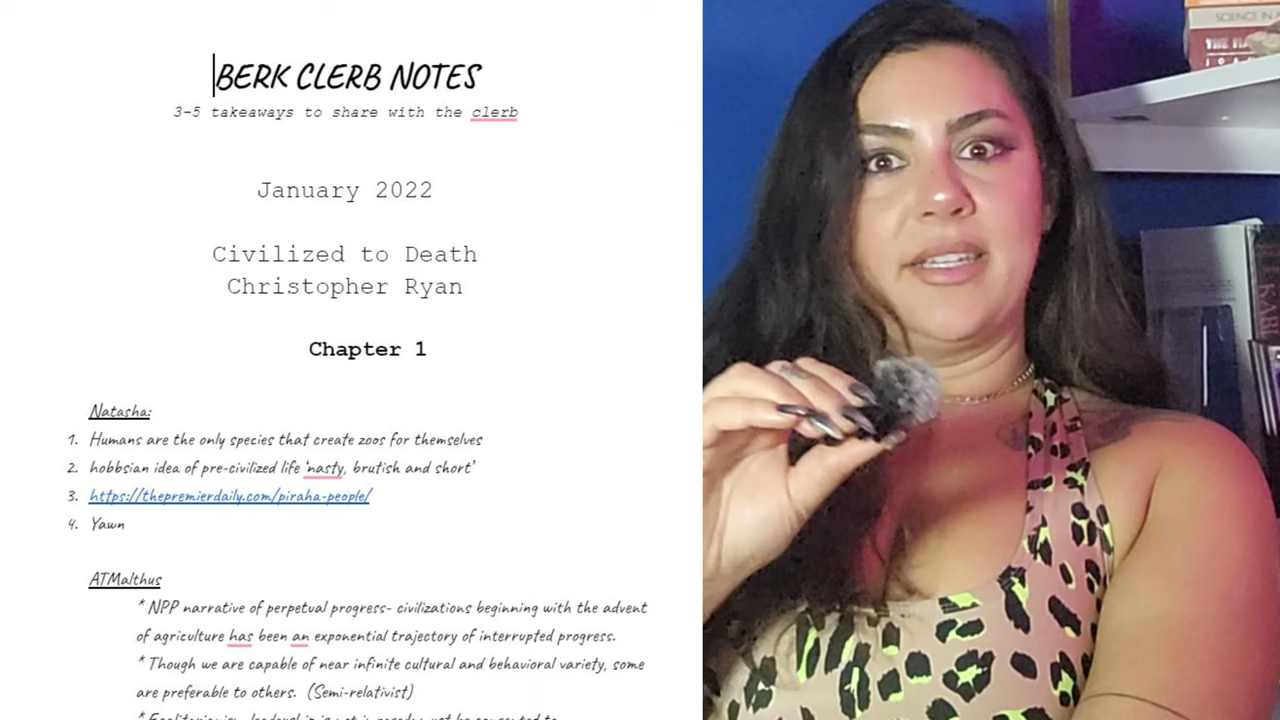 BERK CLERB NOTES
3-5 takeaways to share with the clerb
January 2022
Civilized to Death
Christopher Ryan
Chapter 1
Natasha:
1. Humans are the only species that create zoos for themselves
2. hobbsian idea of pre-civilized life 'nasty, brutish and short'
3. https://thepremierdaily.com/piraha-people/
4. Yawn
ATMalthus
* NPP narrative of perpetual progress- civilizations beginning with the advent
of agriculture has been an exponential trajectory of interrupted progress.
* Though we are capable of near infinite cultural and behavioral variety, some
are preferable to others. (Semi-relativist)
SCIENCE IN A
THE